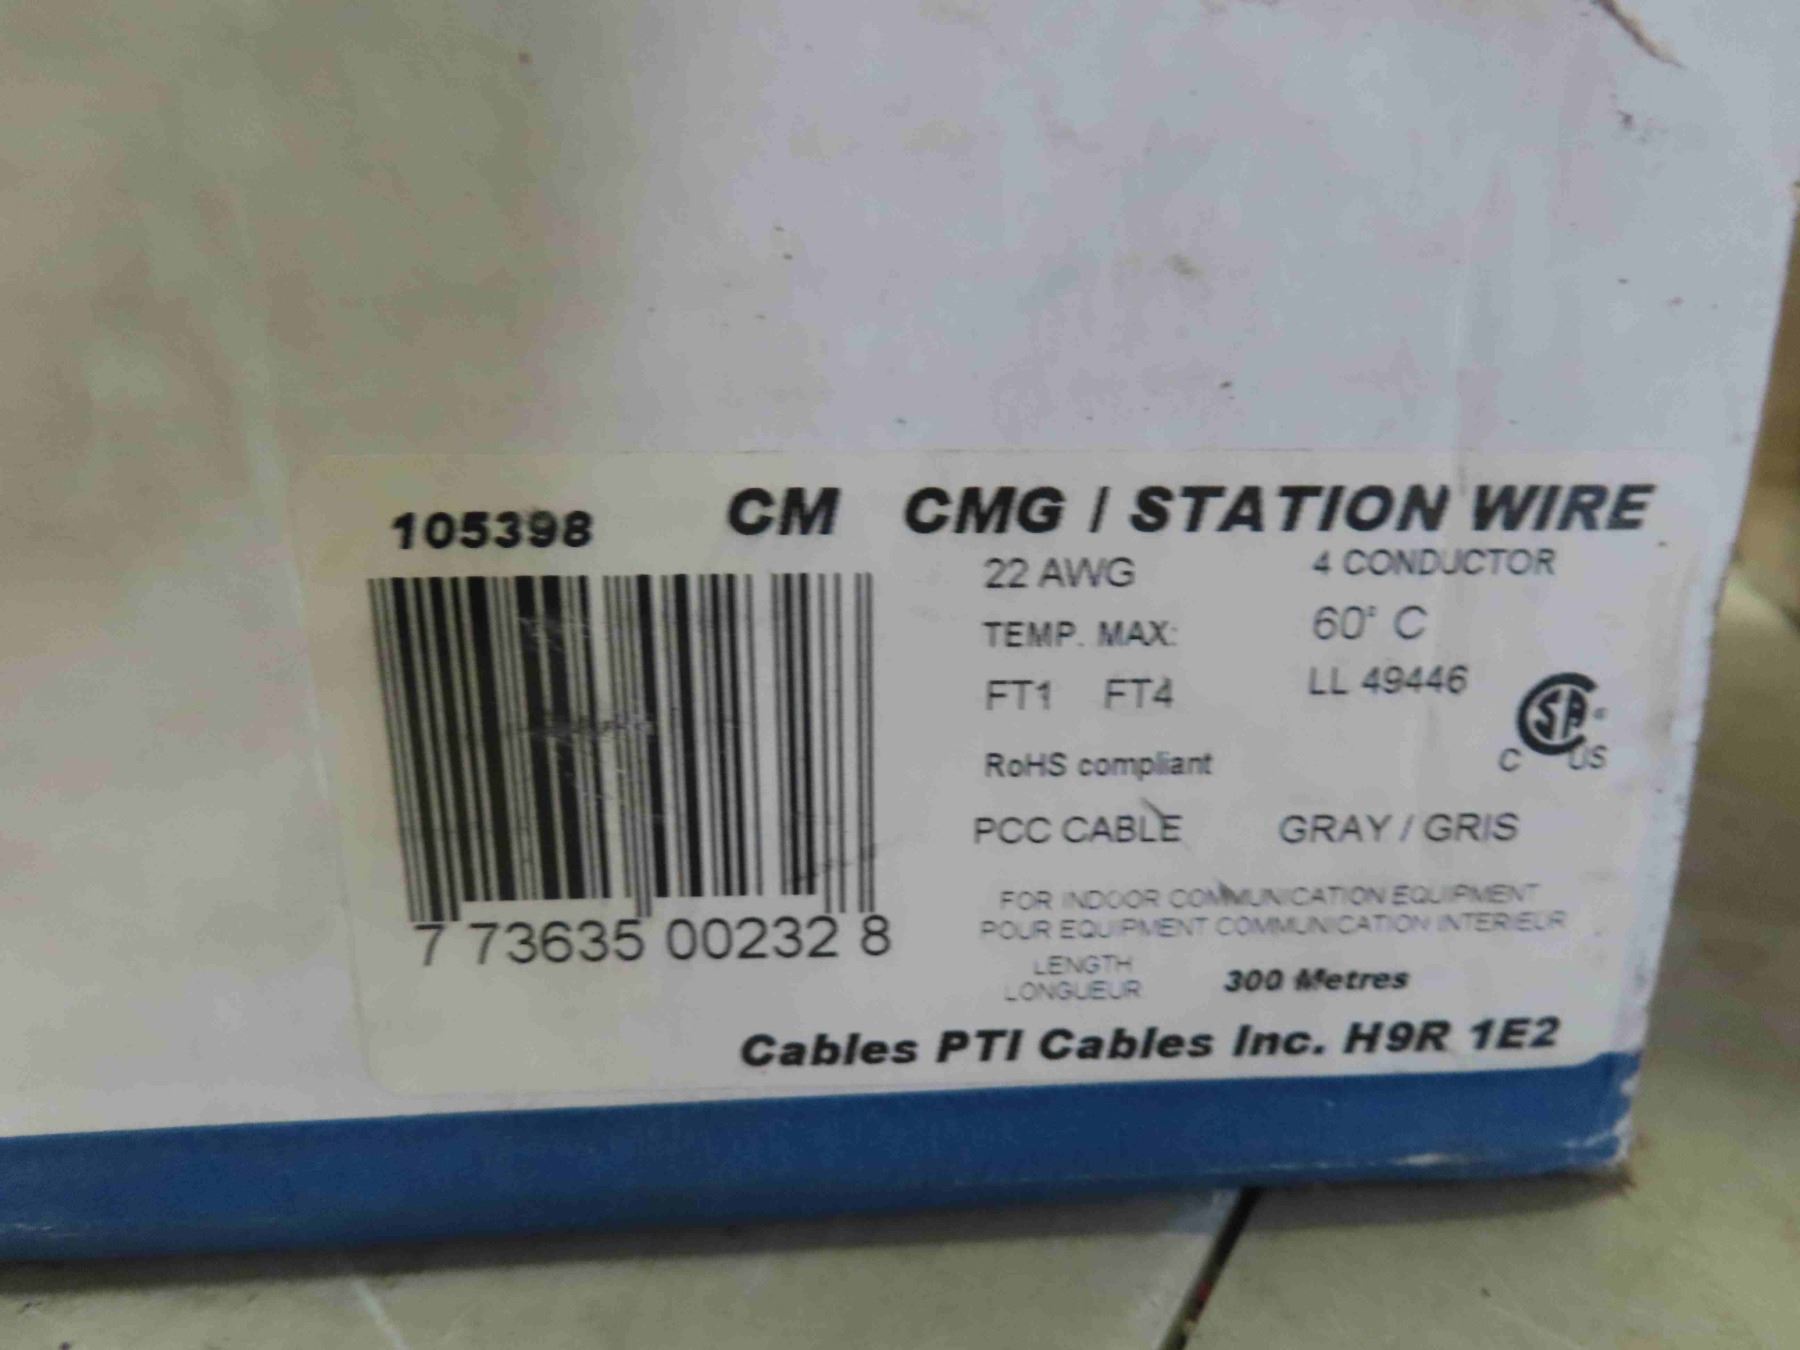 105398 CM CMG / STATION WIRE
22 AWG 4 CONDUCTOR
TEMP. MAX: 60° C
FT1 FT4 LL 49446
CSA ®
C US
RoHS compliant
PCC CABLE GRAY / GRIS
FOR INDOOR COMMUNICATION EQUIPMENT
POUR EQUIPMENT COMMUNICATION INTERIEUR
7 73635 00232 8
LENGTH
LONGUEUR 300 Metres
Cables PTI Cables Inc. H9R 1E2